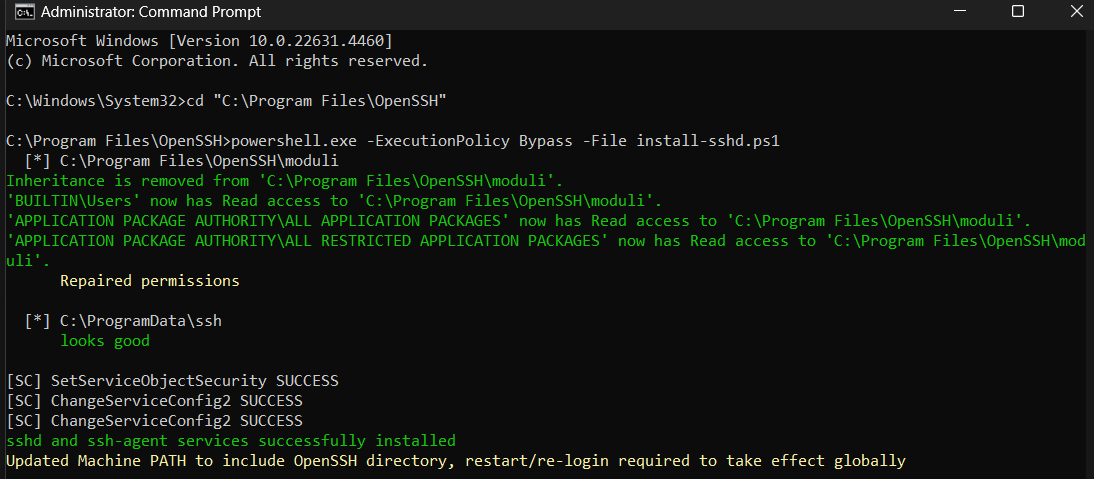 Administrator: Command Prompt
Microsoft Windows [Version 10.0.22631.4460]
(c) Microsoft Corporation. All rights reserved.
C:\Windows\System32>cd "C:\Program Files\OpenSSH"
C:\Program Files\OpenSSH>powershell.exe -ExecutionPolicy Bypass -File install-sshd.ps1
[*] C:\Program Files\OpenSSH\moduli
Inheritance is removed from 'C:\Program Files\OpenSSH\moduli'.
'BUILTIN\Users' now has Read access to 'C:\Program Files\OpenSSH\moduli'.
'APPLICATION PACKAGE AUTHORITY\ALL APPLICATION PACKAGES' now has Read access to 'C:\Program Files\OpenSSH\moduli'.
'APPLICATION PACKAGE AUTHORITY\ALL RESTRICTED APPLICATION PACKAGES' now has Read access to 'C:\Program Files\OpenSSH\mod
uli'.
Repaired permissions
[*] C:\ProgramData\ssh
looks good
[SC] SetServiceObjectSecurity SUCCESS
[SC] ChangeServiceConfig2 SUCCESS
[SC] ChangeServiceConfig2 SUCCESS
sshd and ssh-agent services successfully installed
Updated Machine PATH to include OpenSSH directory, restart/re-login required to take effect globally